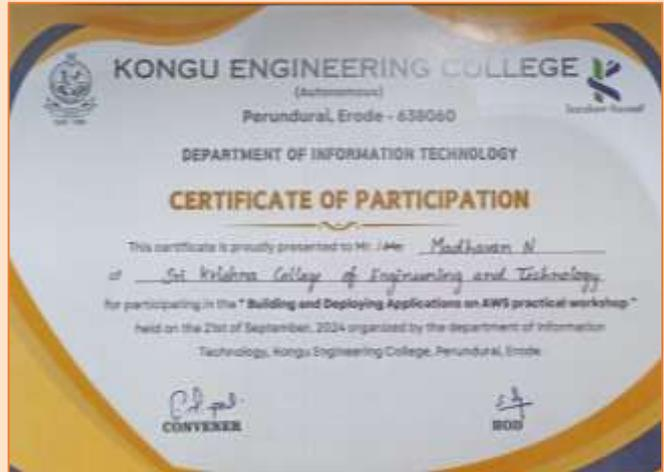 KONGU ENGINEERING COLLEGE
(Autonomous)
Perundurai, Erode - 638060
DEPARTMENT OF INFORMATION TECHNOLOGY
CERTIFICATE OF PARTICIPATION
This certificate is proudly presented to Mr. / Ms. Madhavan N
of Sri Krishna College of Engineering and Technology
for participating in the " Building and Deploying Applications on AWS practical workshop "
held on the 21st of September, 2024 organized by the department of Information
Technology, Kongu Engineering College, Perundurai, Erode.
CONVENER
HOD